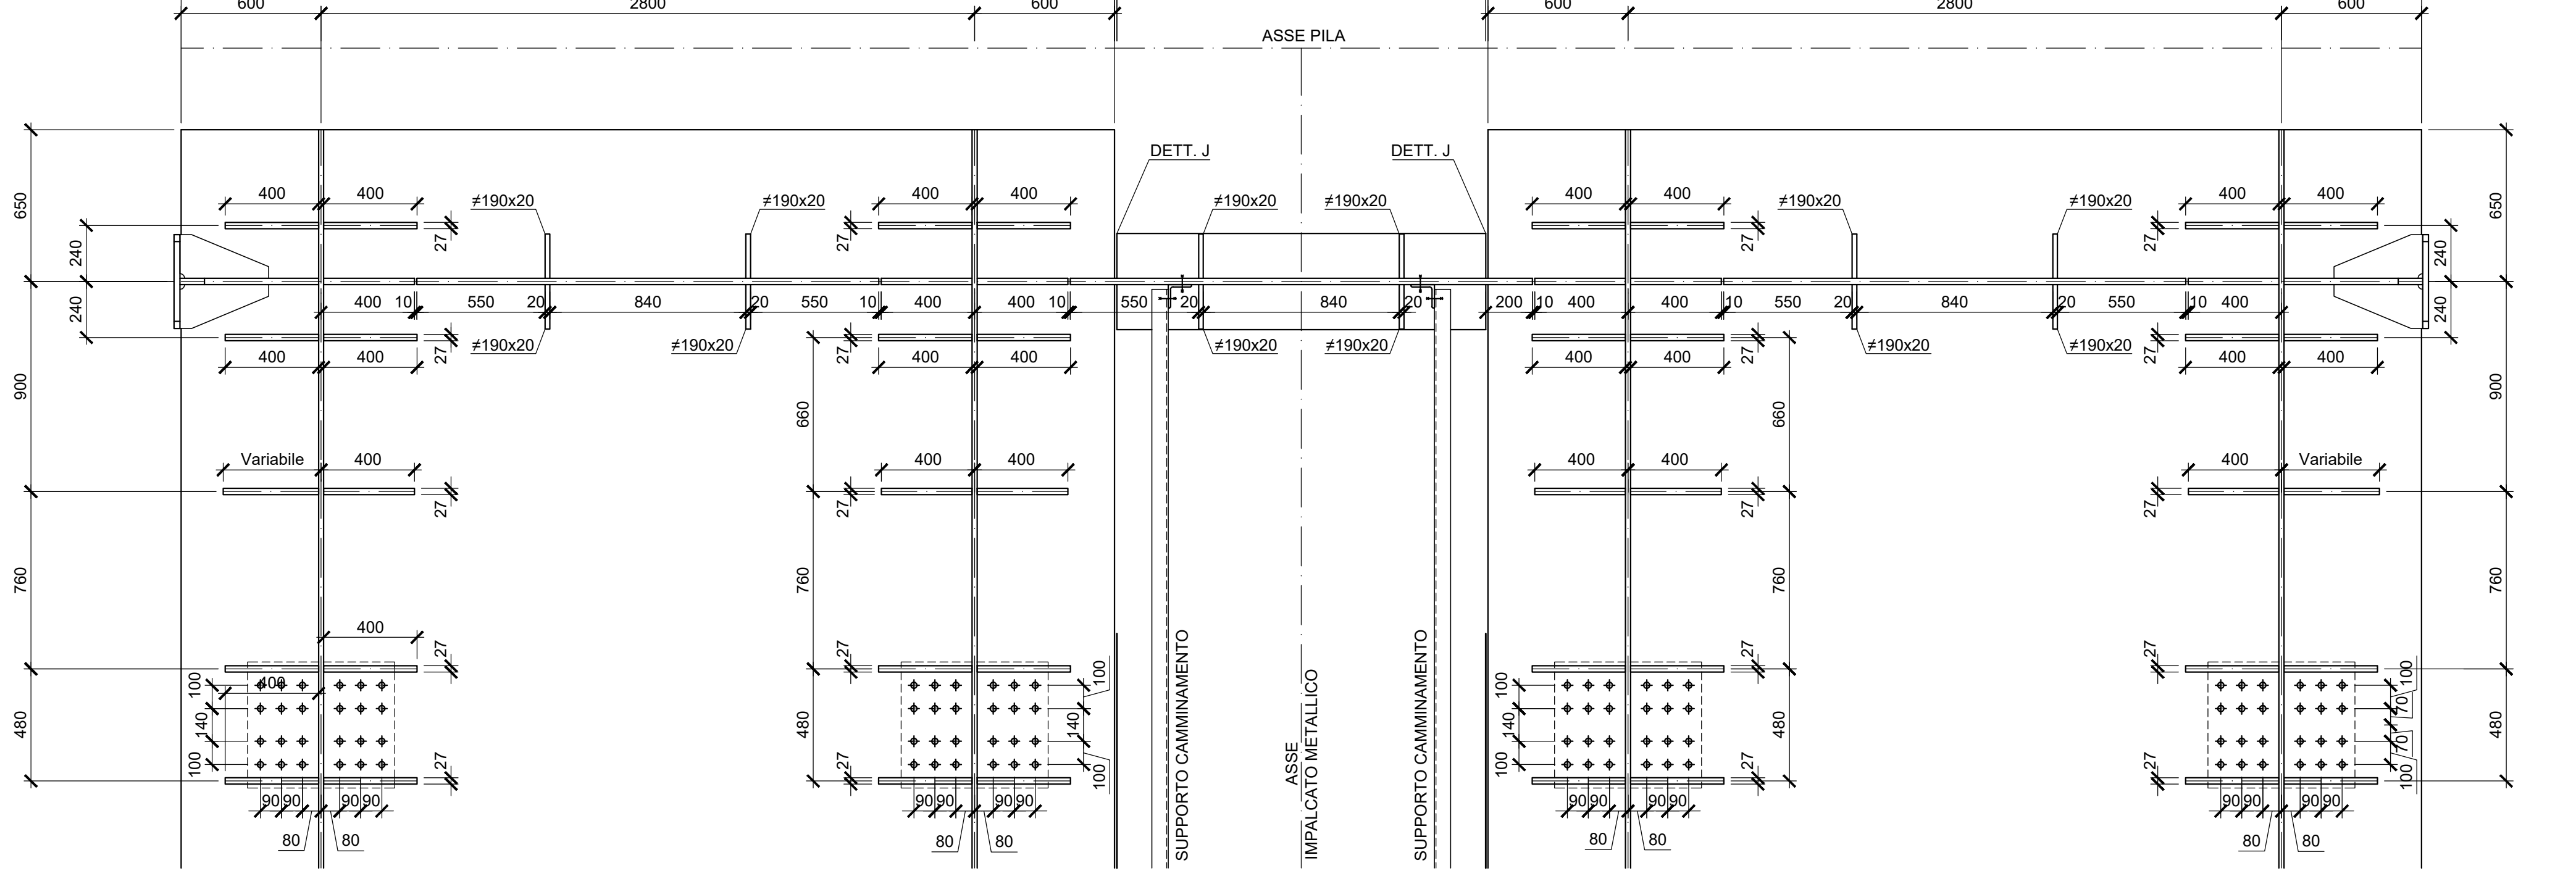 600 2800 600 600 2800 600
ASSE PILA
DETT. J DETT. J
650 400 400 ≠190x20 ≠190x20 400 400 ≠190x20 ≠190x20 400 400 ≠190x20 ≠190x20 400 400 650
27 27 27 27
240 240
240 400 10 550 20 840 20 550 10 400 400 10 550 20 840 20 200 10 400 400 10 550 20 840 20 550 10 400 240
≠190x20 ≠190x20 ≠190x20 ≠190x20 ≠190x20 ≠190x20
27 27 27 27
400 400 400 400 400 400 400 400
900 660 660 900
Variabile 400 400 400 400 400 400 Variabile
27 27 27 27
760 760 760 760
400
27 27 27 27
100 400 100 100 100
140 140 140 70
480 480 480 70 480
100 100 100 100
27 27 27 27
90 90 90 90 90 90 90 90 90 90 90 90 90 90 90 90
80 80 80 80 80 80 80 80
SUPPORTO CAMMINAMENTO
ASSE
IMPALCATO METALLICO
SUPPORTO CAMMINAMENTO